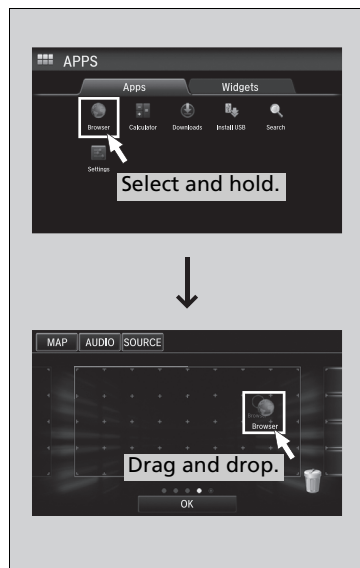 APPS
Apps Widgets
Browser Calculator Downloads Install USB Search
Settings
Select and hold.
MAP AUDIO SOURCE
Browser
Drag and drop.
OK